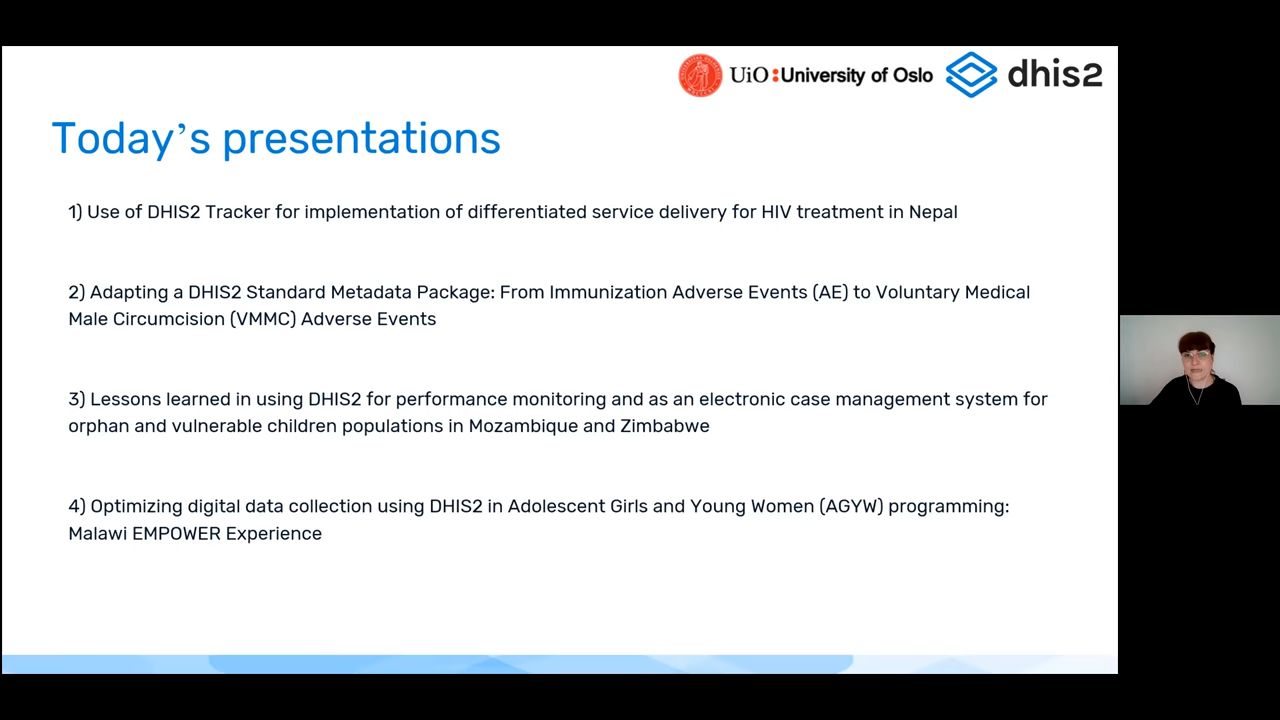 UiO:University of Oslo
dhis2
Today’s presentations
1) Use of DHIS2 Tracker for implementation of differentiated service delivery for HIV treatment in Nepal
2) Adapting a DHIS2 Standard Metadata Package: From Immunization Adverse Events (AE) to Voluntary Medical
Male Circumcision (VMMC) Adverse Events
3) Lessons learned in using DHIS2 for performance monitoring and as an electronic case management system for
orphan and vulnerable children populations in Mozambique and Zimbabwe
4) Optimizing digital data collection using DHIS2 in Adolescent Girls and Young Women (AGYW) programming:
Malawi EMPOWER Experience